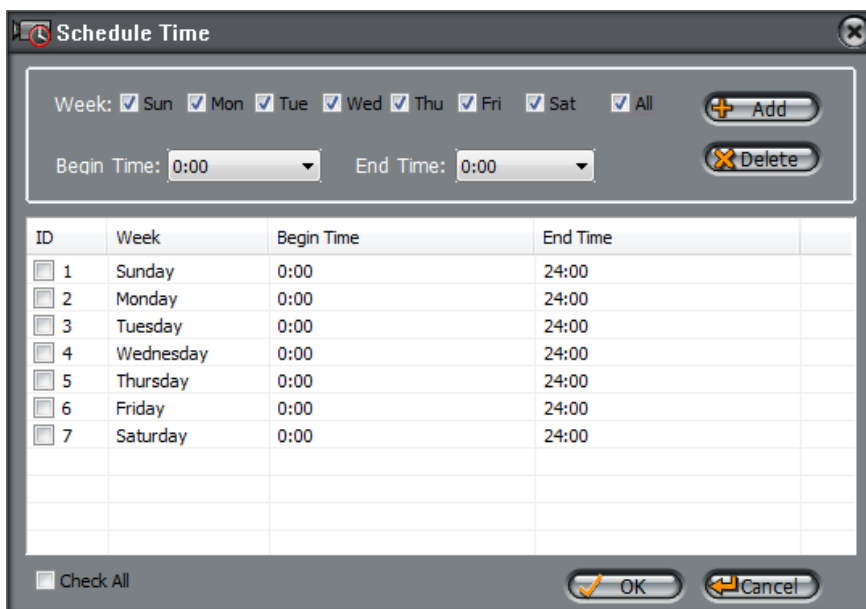 Schedule Time
Week: Sun Mon Tue Wed Thu Fri Sat All Add
Begin Time: 0:00 End Time: 0:00 Delete
ID Week Begin Time End Time
1 Sunday 0:00 24:00
2 Monday 0:00 24:00
3 Tuesday 0:00 24:00
4 Wednesday 0:00 24:00
5 Thursday 0:00 24:00
6 Friday 0:00 24:00
7 Saturday 0:00 24:00
Check All OK Cancel